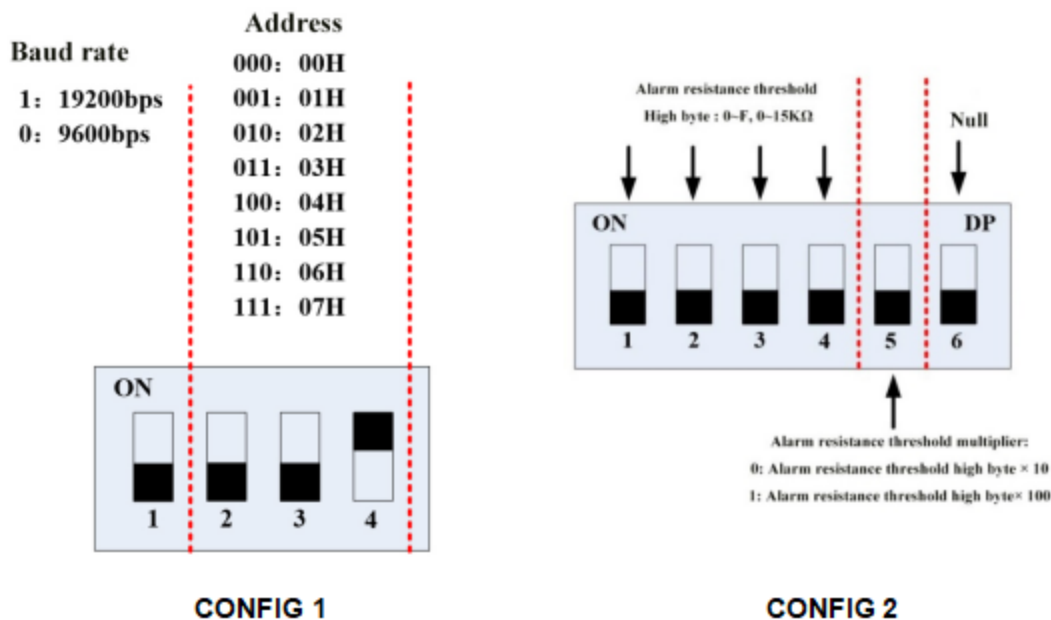 Address
Baud rate
000: 00H
1: 19200bps
001: 01H
0: 9600bps
010: 02H
011: 03H
100: 04H
101: 05H
110: 06H
111: 07H
ON
1 2 3 4
CONFIG 1
Alarm resistance threshold
High byte : 0~F, 0~15KΩ
Null
ON DP
1 2 3 4 5 6
Alarm resistance threshold multiplier:
0: Alarm resistance threshold high byte × 10
1: Alarm resistance threshold high byte× 100
CONFIG 2